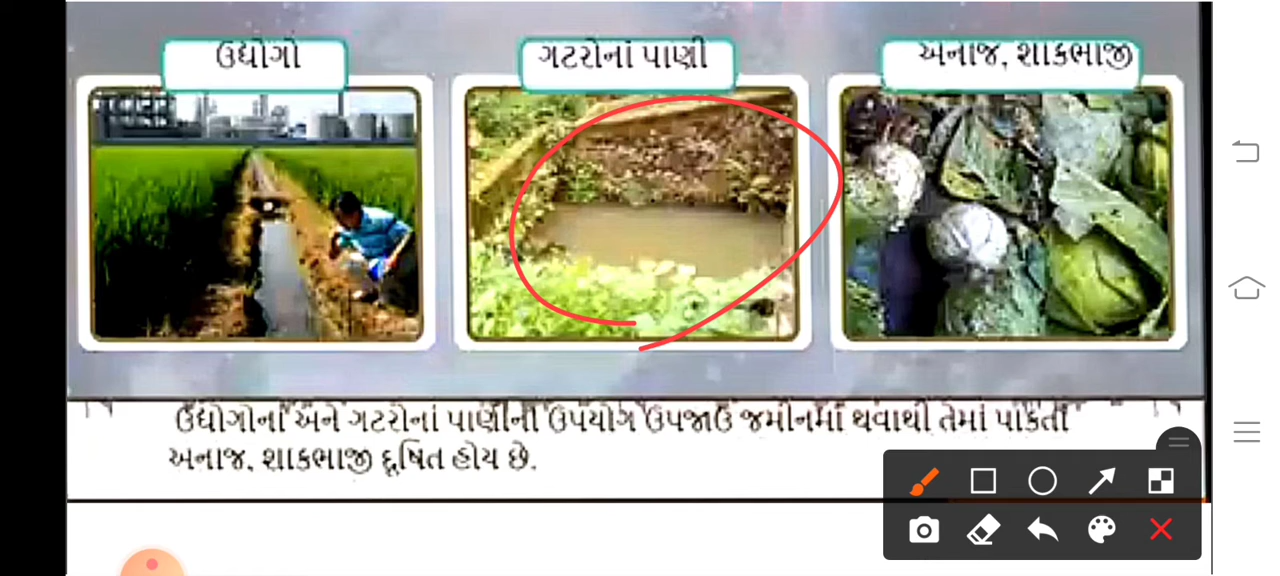 ઉદ્યોગો
ગટરોનાં પાણી
અનાજ, શાકભાજી
ઉદ્યોગોનાં અને ગટરોનાં પાણીનો ઉપયોગ ઉપજાઉ જમીનમાં થવાથી તેમાં પાકતાં
અનાજ, શાકભાજી દૂષિત હોય છે.